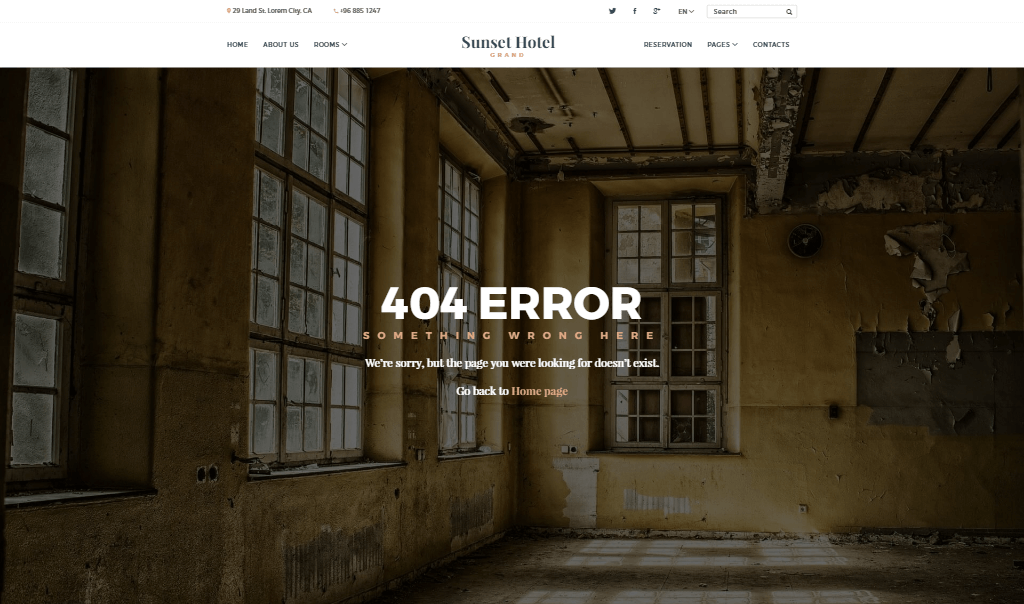 29 Land St, Lorem City, CA
+96 885 1247
EN
Search
HOME
ABOUT US
ROOMS
Sunset Hotel
GRAND
RESERVATION
PAGES
CONTACTS
404 ERROR
SOMETHING WRONG HERE
We're sorry, but the page you were looking for doesn't exist.
Go back to Home page